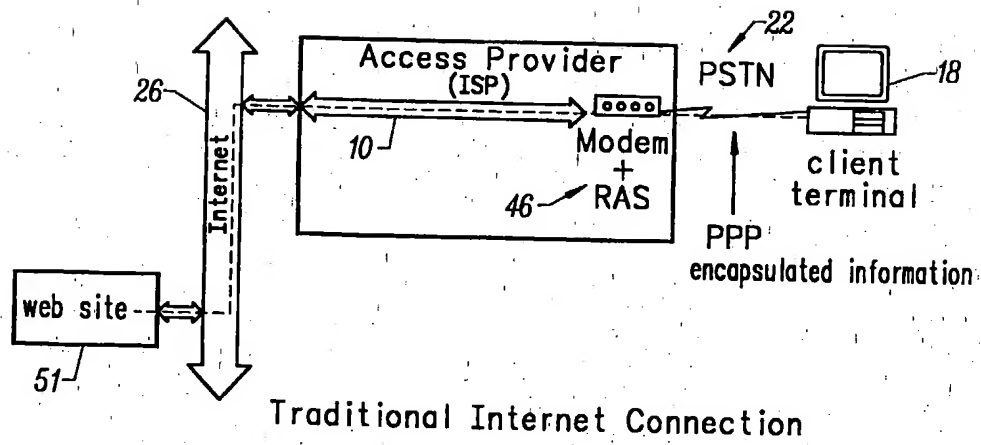 22
Access Provider
(ISP)
PSTN
18
26
10
Internet
Modem
+
RAS
46
client
terminal
PPP
encapsulated information
web site
51
Traditional Internet Connection